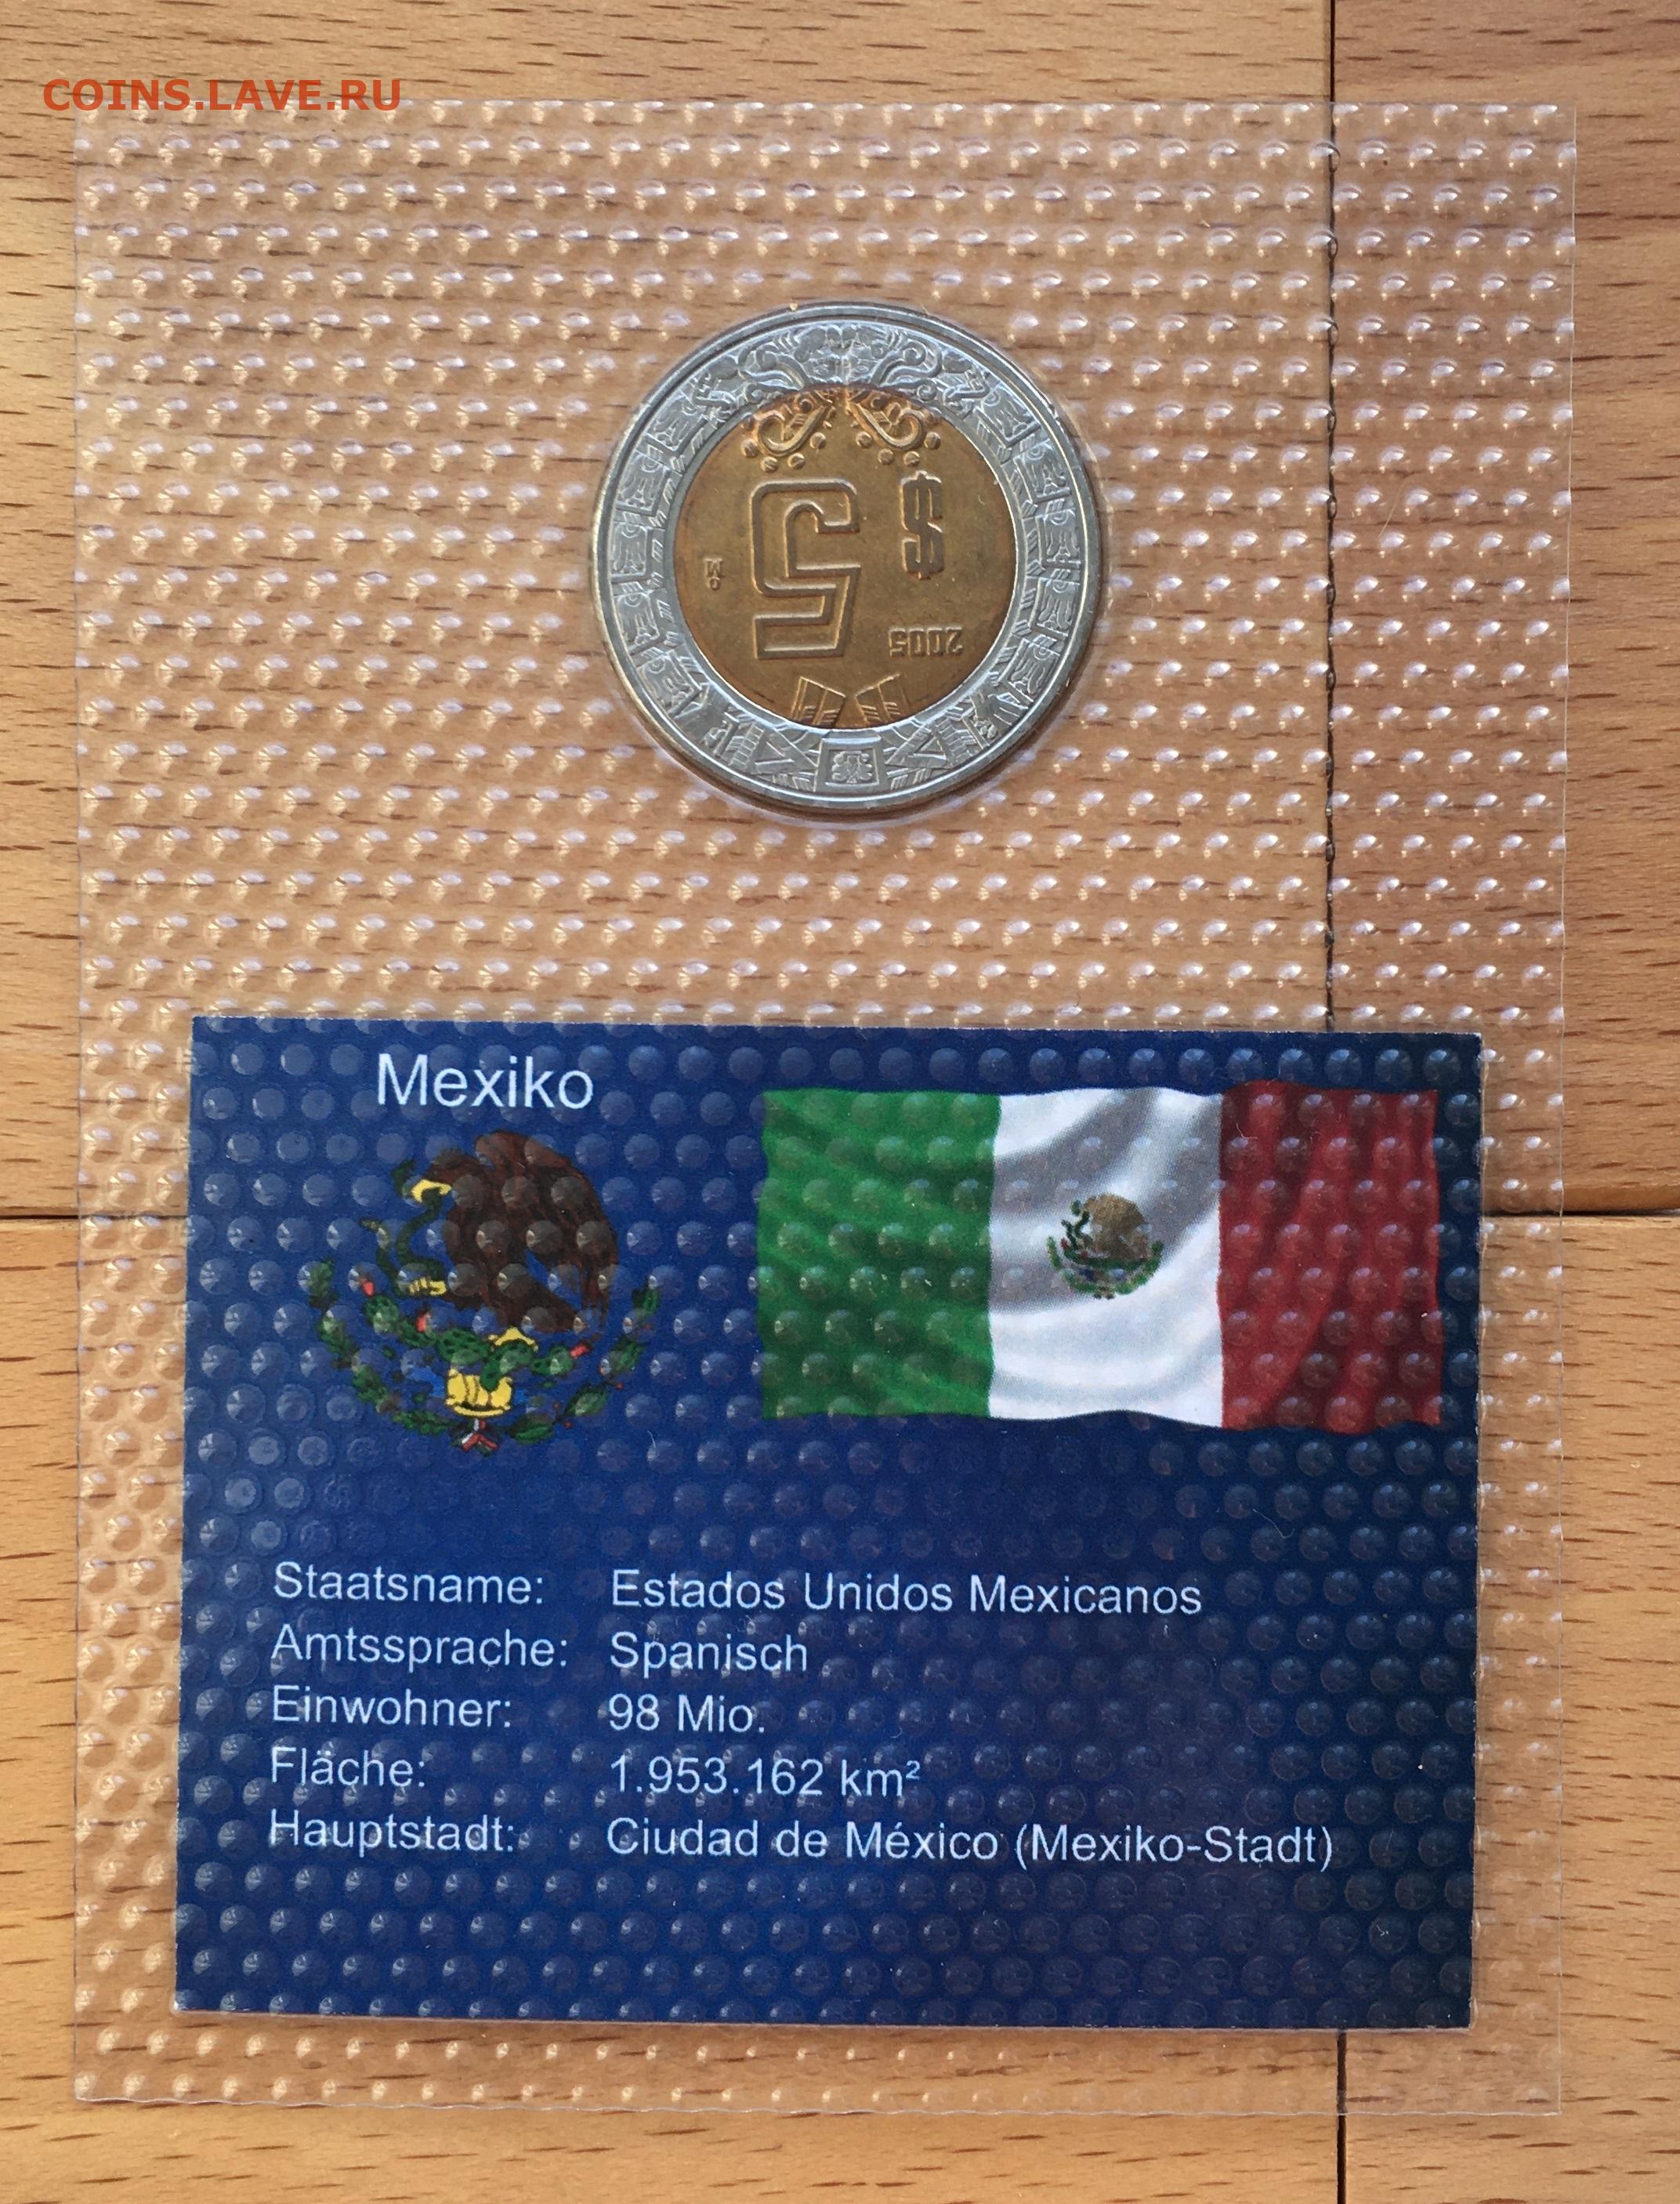 COINS.LAVE.RU
$
5
Mo
2005
Mexiko
Staatsname: Estados Unidos Mexicanos
Amtssprache: Spanisch
Einwohner: 98 Mio.
Fläche: 1.953.162 km²
Hauptstadt: Ciudad de México (Mexiko-Stadt)